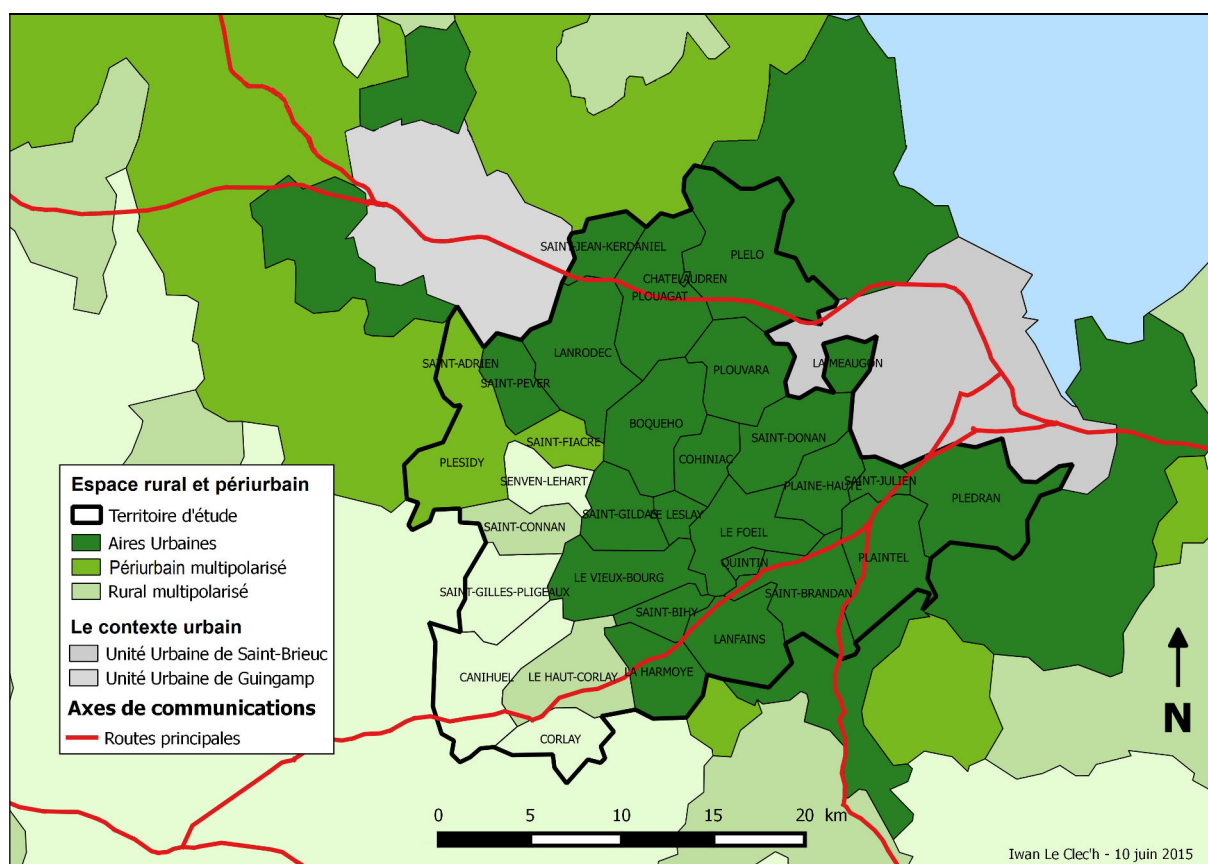 SAINT-JEAN-KERDANIEL
PLELO
CHATELAUDREN
PLOUAGAT
LANRODEC
SAINT-ADRIEN
SAINT-PEVER
PLOUVARA
LA MEAUGON
BOQUEHO
SAINT-DONAN
SAINT-FIACRE
COHINIAC
PLESIDY
SENVEN-LEHART
PLAINE-HAUTE
SAINT-JULIEN
PLEDRAN
SAINT-GILDAS
LE LESLAY
SAINT-CONNAN
LE FOEIL
PLAINTEL
QUINTIN
LE VIEUX-BOURG
SAINT-GILLES-PLIGEAUX
SAINT-BRANDAN
SAINT-BIHY
LANFAINS
CANIHUEL
LE HAUT-CORLAY
LA HARMOYE
CORLAY
Espace rural et périurbain
Territoire d'étude
Aires Urbaines
Périurbain multipolarisé
Rural multipolarisé
Le contexte urbain
Unité Urbaine de Saint-Brieuc
Unité Urbaine de Guingamp
Axes de communications
Routes principales
N
0 5 10 15 20 km
Iwan Le Clec'h - 10 juin 2015